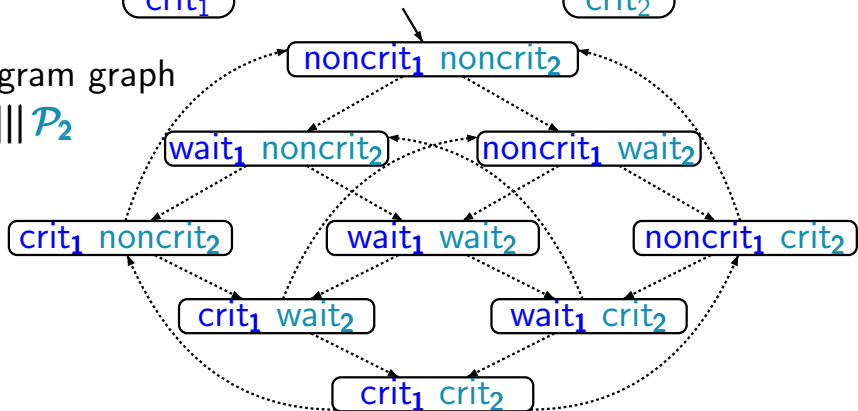 crit₁ crit₂
noncrit₁ noncrit₂
gram graph
||| 𝒫₂
wait₁ noncrit₂ noncrit₁ wait₂
crit₁ noncrit₂ wait₁ wait₂ noncrit₁ crit₂
crit₁ wait₂ wait₁ crit₂
crit₁ crit₂